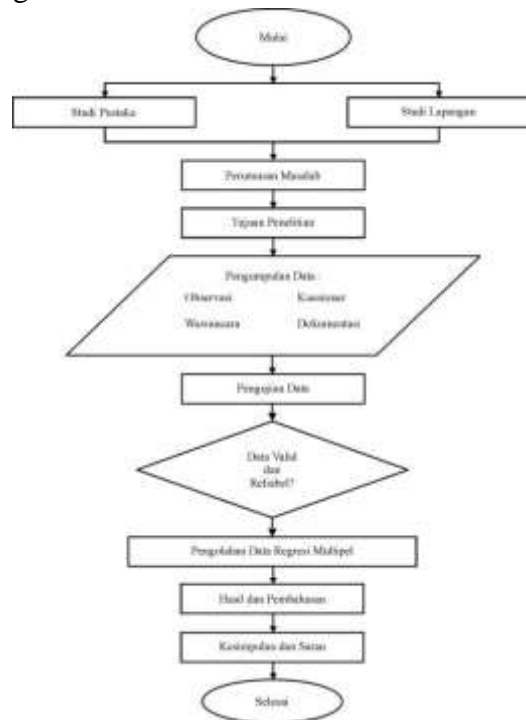 Mulai
Studi Pustaka
Studi Lapangan
Perumusan Masalah
Tujuan Penelitian
Pengumpulan Data :
Observasi
Kuesioner
Wawancara
Dokumentasi
Pengujian Data
Data Valid
dan
Reliabel?
Pengolahan Data Regresi Multipel
Hasil dan Pembahasan
Kesimpulan dan Saran
Selesai